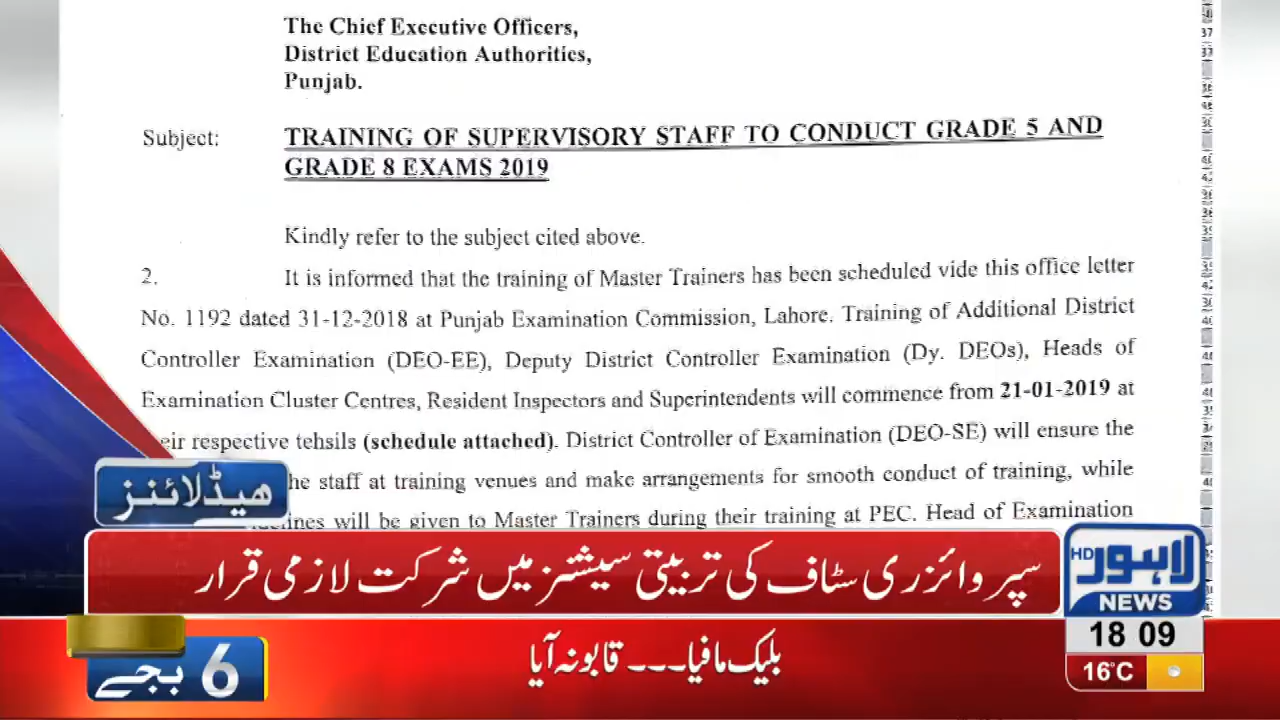 The Chief Executive Officers,
District Education Authorities,
Punjab.
Subject: TRAINING OF SUPERVISORY STAFF TO CONDUCT GRADE 5 AND
GRADE 8 EXAMS 2019
Kindly refer to the subject cited above.
2. It is informed that the training of Master Trainers has been scheduled vide this office letter
No. 1192 dated 31-12-2018 at Punjab Examination Commission, Lahore. Training of Additional District
Controller Examination (DEO-EE), Deputy District Controller Examination (Dy. DEOs), Heads of
Examination Cluster Centres, Resident Inspectors and Superintendents will commence from 21-01-2019 at
respective tehsils (schedule attached). District Controller of Examination (DEO-SE) will ensure the
staff at training venues and make arrangements for smooth conduct of training, while
will be given to Master Trainers during their training at PEC. Head of Examination
ہیڈلائنز
سپروائزری سٹاف کی تربیتی سیشنز میں شرکت لازمی قرار
لاہور HD
NEWS
18 09
16°C
بلیک مافیا۔۔۔ قابو نہ آیا
6 بجے